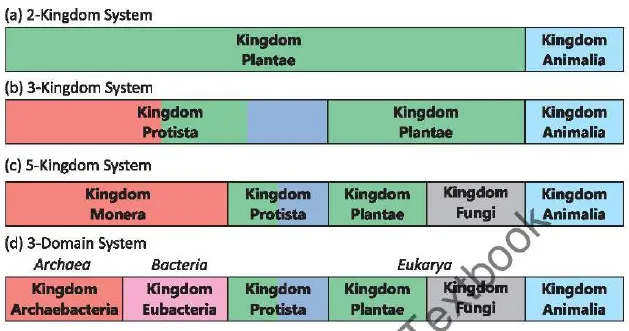 (a) 2-Kingdom System
Kingdom Plantae
Kingdom Animalia
(b) 3-Kingdom System
Kingdom Protista
Kingdom Plantae
Kingdom Animalia
(c) 5-Kingdom System
Kingdom Monera
Kingdom Protista
Kingdom Plantae
Kingdom Fungi
Kingdom Animalia
(d) 3-Domain System
Archaea
Bacteria
Eukarya
Kingdom Archaebacteria
Kingdom Eubacteria
Kingdom Protista
Kingdom Plantae
Kingdom Fungi
Kingdom Animalia
Textbook